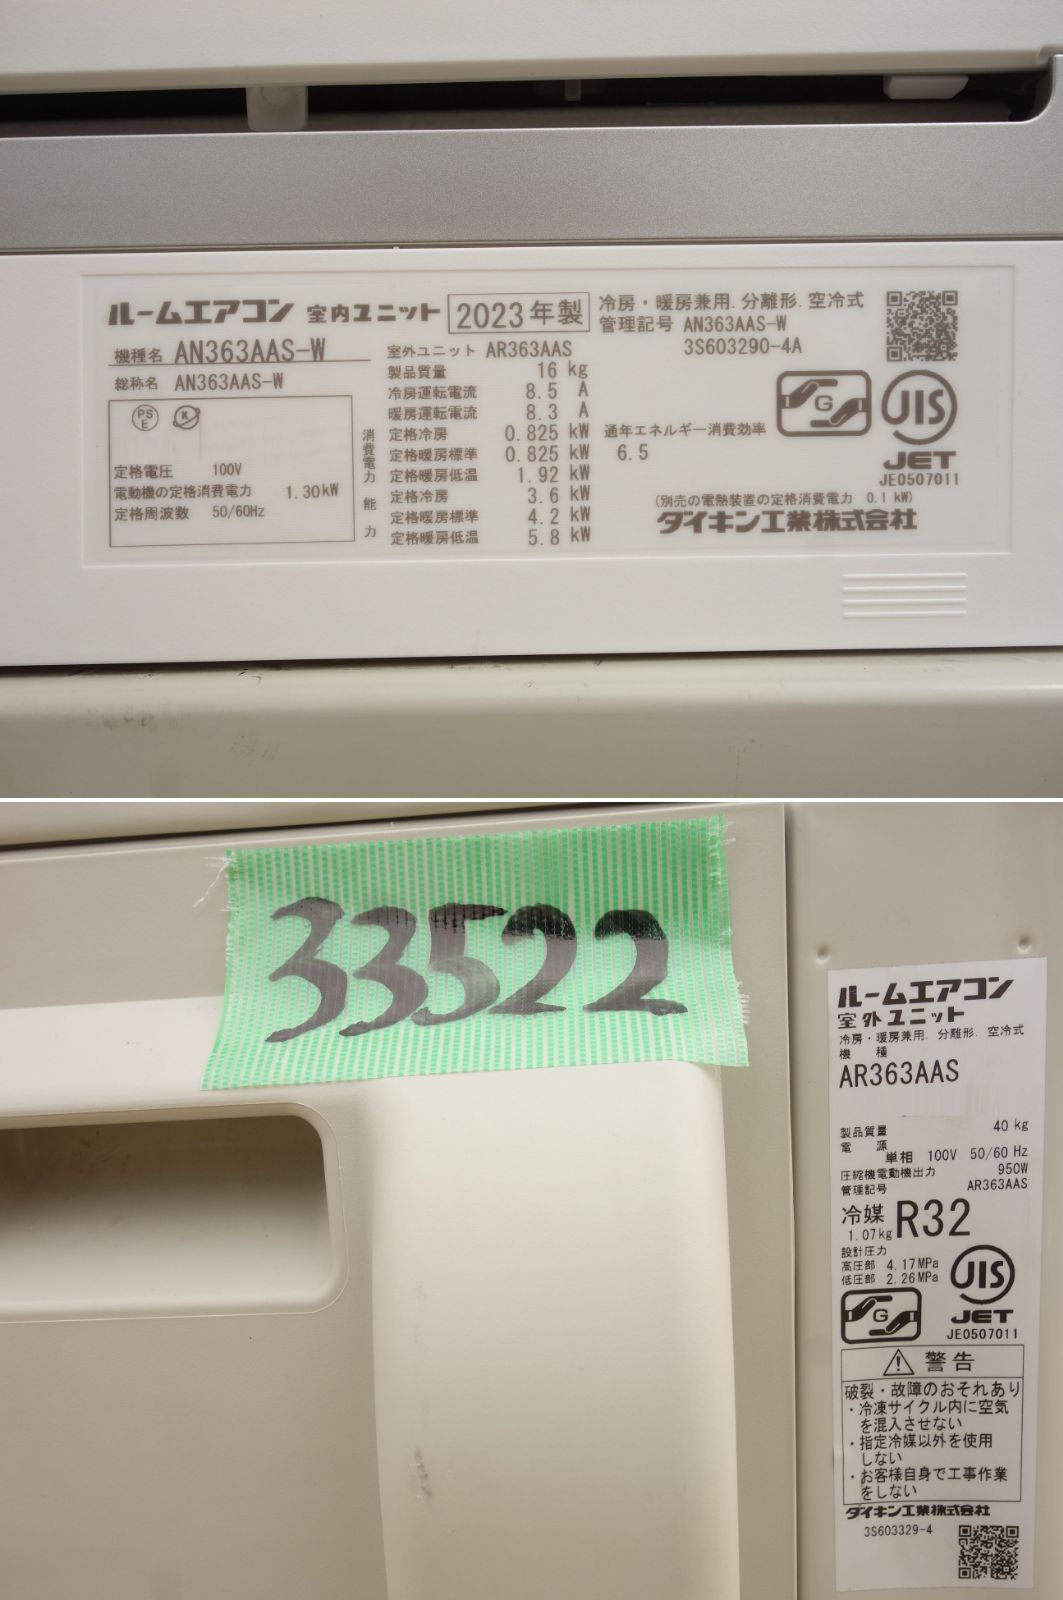 ルームエアコン 室内ユニット 2023年製
機種名 AN363AAS-W
総称名 AN363AAS-W
PS
E
K
定格電圧 100V
電動機の定格消費電力 1.30kW
定格周波数 50/60Hz
室外ユニット AR363AAS
製品質量 16 kg
冷房運転電流 8.5 A
暖房運転電流 8.3 A
消費電力
定格冷房 0.825 kW
定格暖房標準 0.825 kW
定格暖房低温 1.92 kW
能力
定格冷房 3.6 kW
定格暖房標準 4.2 kW
定格暖房低温 5.8 kW
冷房・暖房兼用.分離形.空冷式
管理記号 AN363AAS-W
3S603290-4A
通年エネルギー消費効率
6.5
G
JIS
JET
JE0507011
(別売の電熱装置の定格消費電力 0.1 kW)
ダイキン工業株式会社
33522
ルームエアコン
室外ユニット
冷房・暖房兼用.分離形.空冷式
機 種
AR363AAS
製品質量 40 kg
電 源
単相 100V 50/60 Hz
圧縮機電動機出力 950W
管理記号 AR363AAS
冷媒 R32
1.07kg
設計圧力
高圧部 4.17MPa
低圧部 2.26MPa
JIS
G
JET
JE0507011
警告
破裂・故障のおそれあり
・冷凍サイクル内に空気
を混入させない
・指定冷媒以外を使用
しない
・お客様自身で工事作業
をしない
ダイキン工業株式会社
3S603329-4